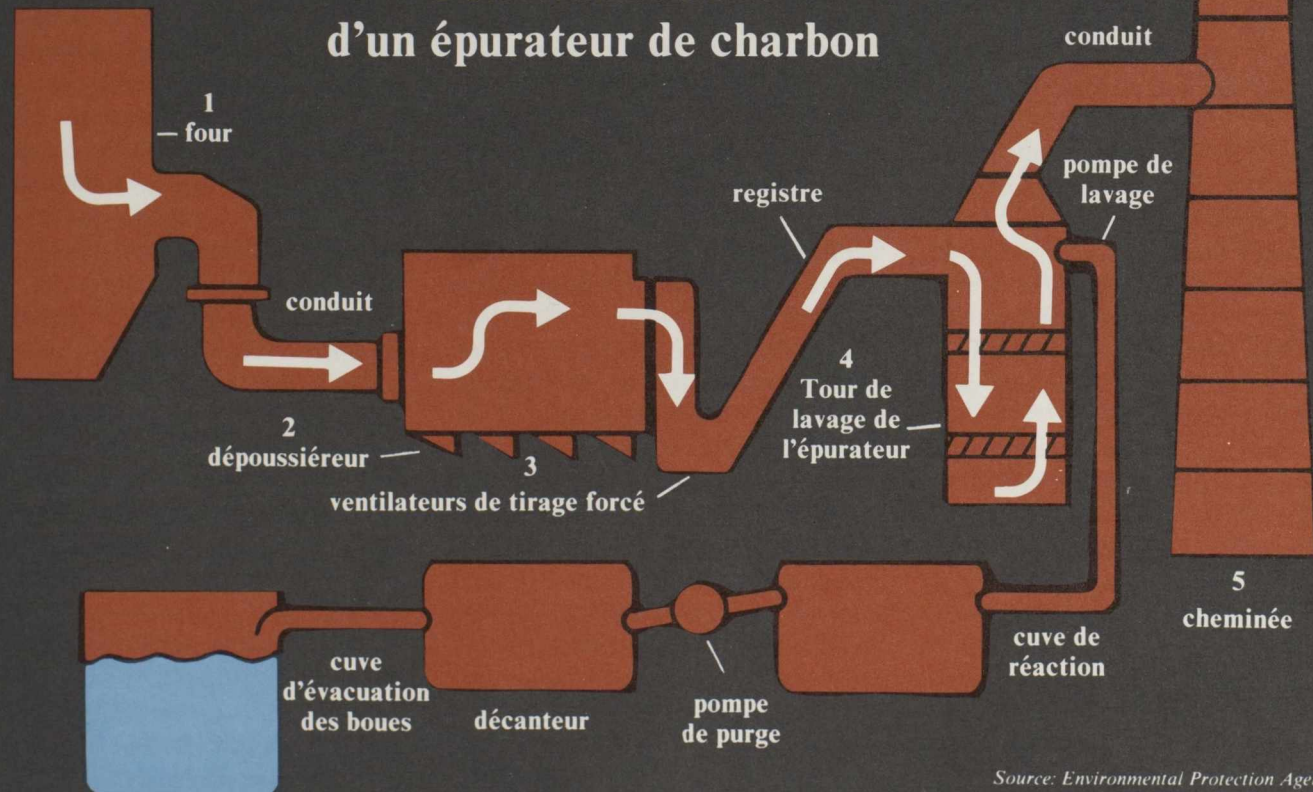 d'un épurateur de charbon
conduit
1
four
pompe de
lavage
registre
conduit
4
Tour de
lavage de
l'épurateur
2
dépoussiéreur
3
ventilateurs de tirage forcé
5
cheminée
cuve de
réaction
cuve
d'évacuation
des boues
décanteur
pompe
de purge
Source: Environmental Protection